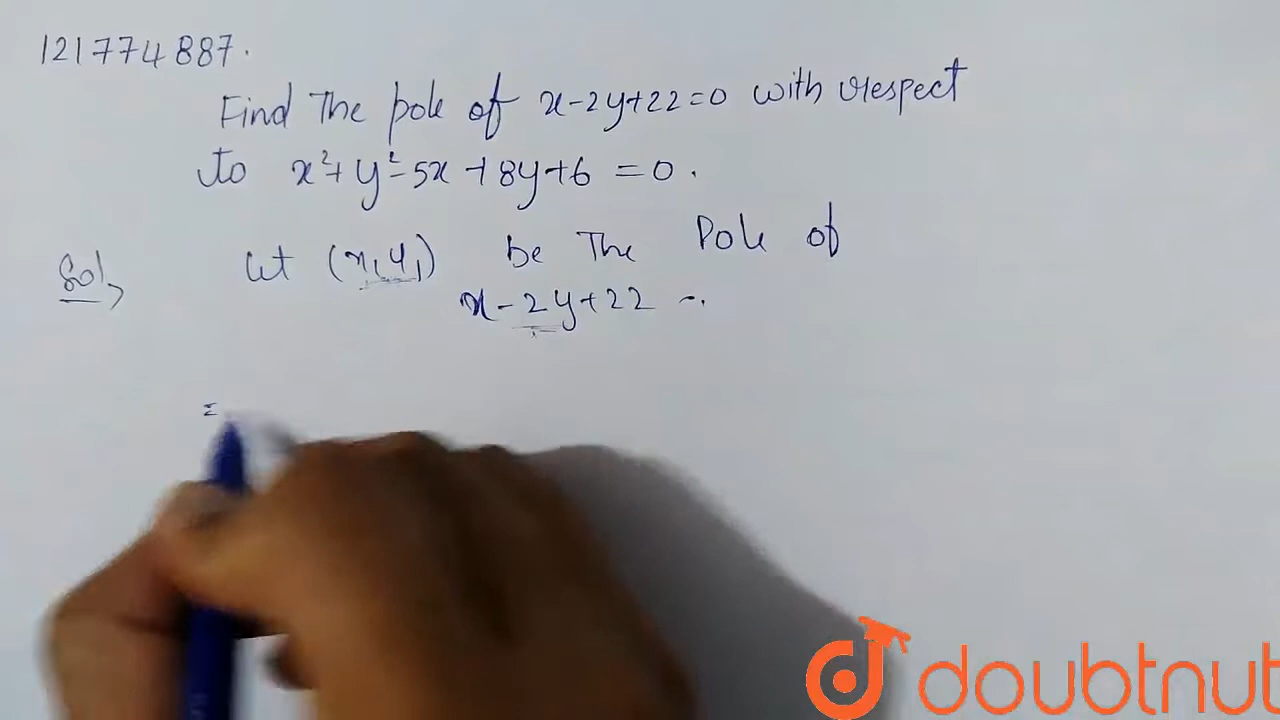 121774887.
Find The pole of x-2y+22=0 with respect
to x²+y²-5x+8y+6=0.
Sol, Let (x₁,y₁) be The Pole of
x-2y+22
doubtnut